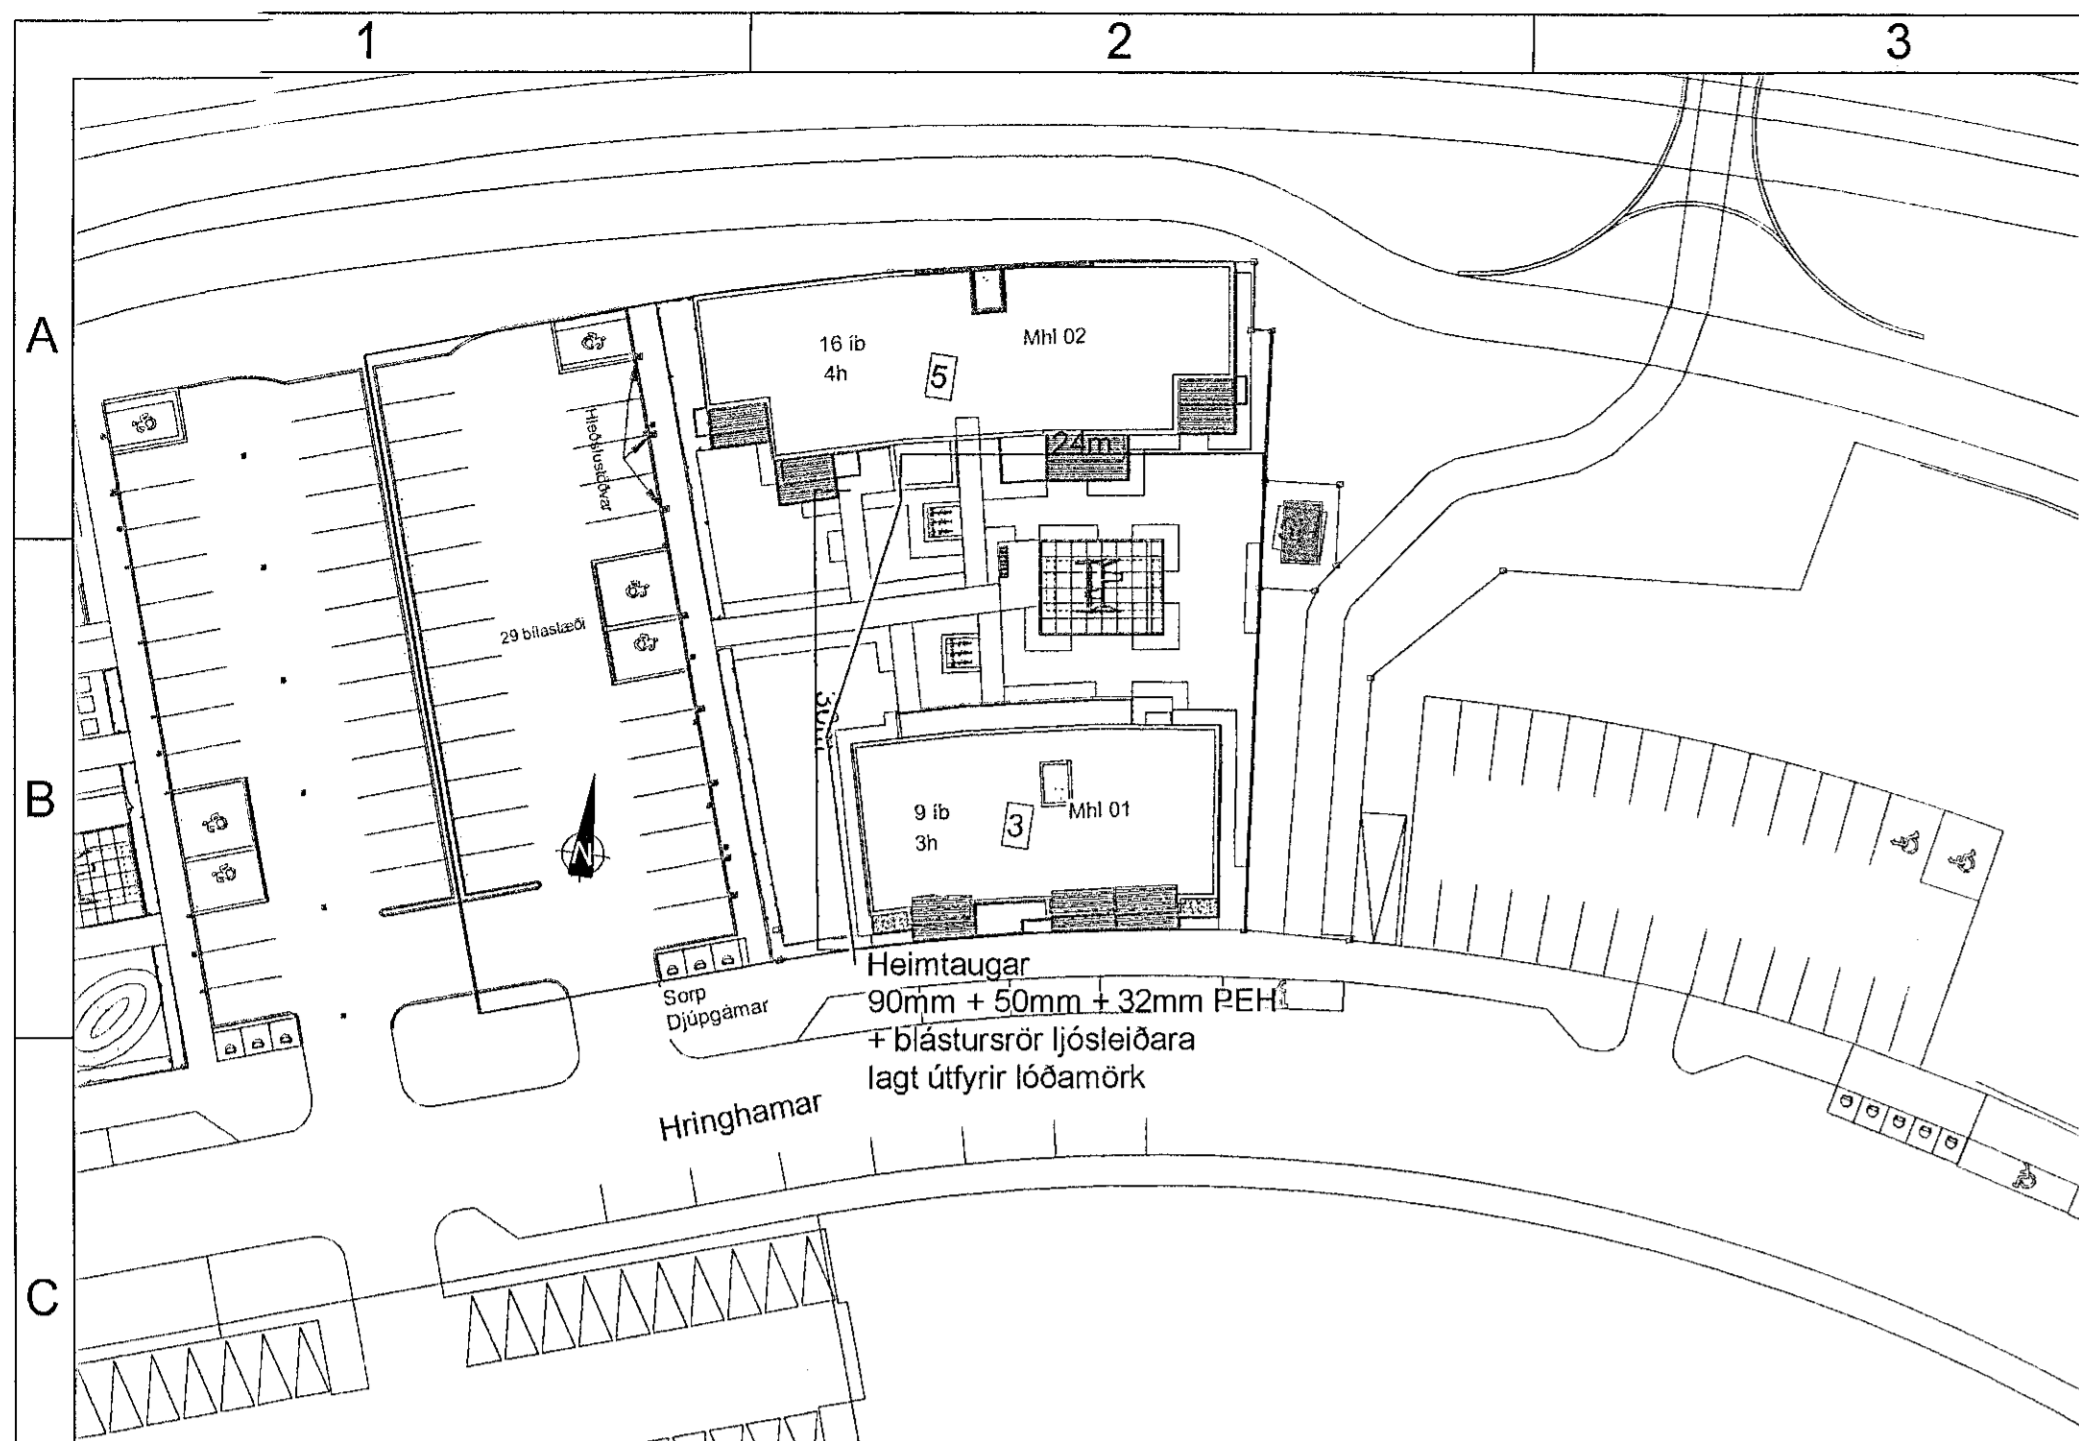 1
2
3
A
B
C
16 íb
4h
5
Mhl 02
24m
Hleðslustöðvar
29 bílastæði
N
9 íb
3h
3
Mhl 01
Sorp
Djúpgámar
Heimtaugar
90mm + 50mm + 32mm PEH
+ blástursrör ljósleiðara
lagt útfyrir lóðamörk
Hringhamar